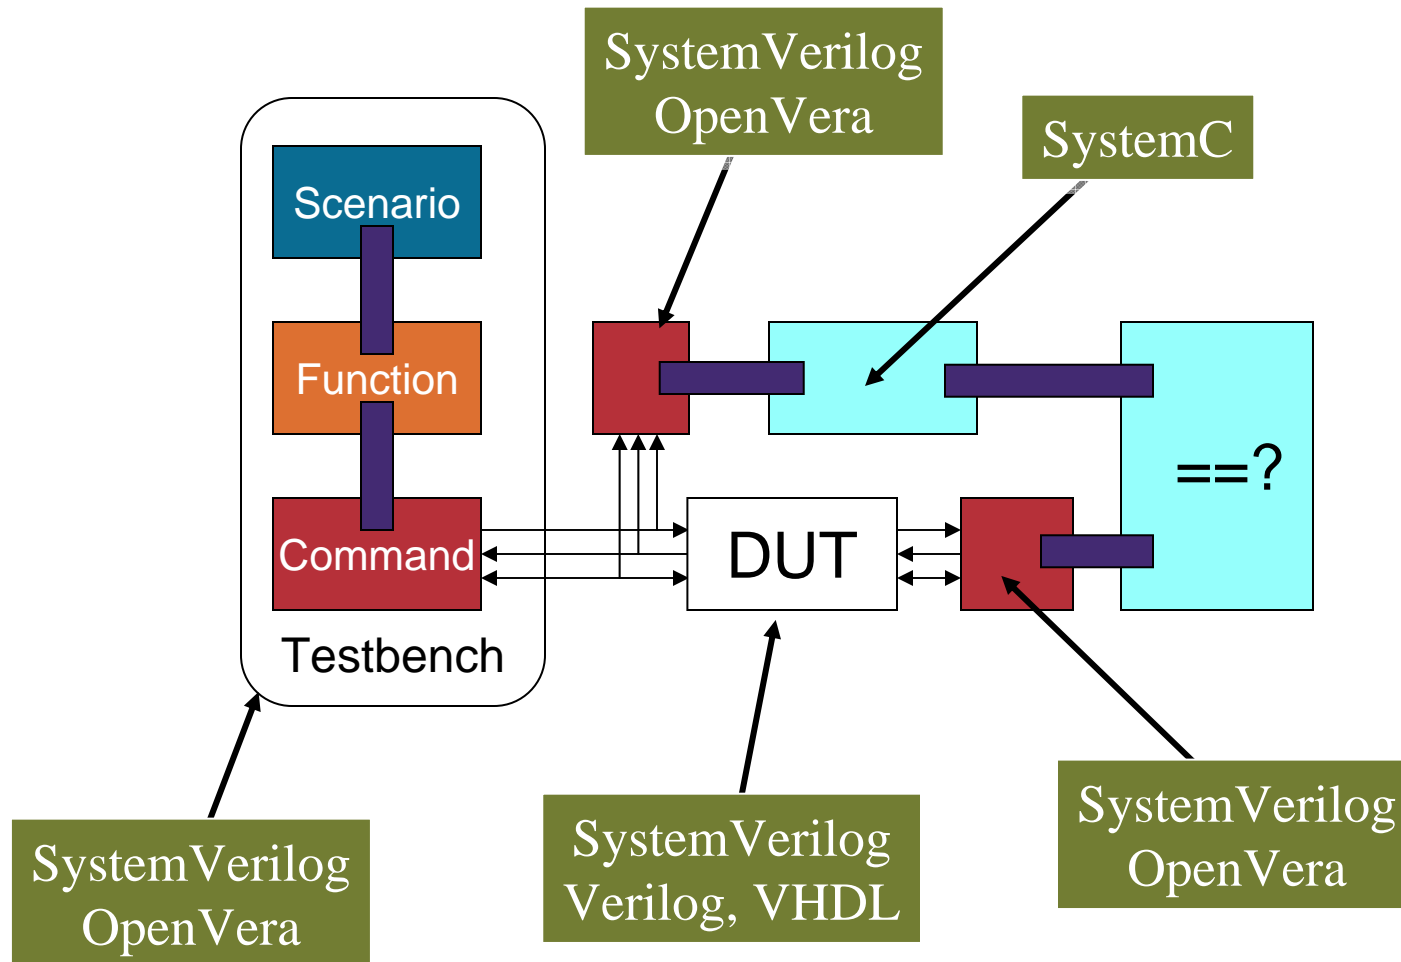 SystemVerilog
OpenVera
SystemC
Scenario
Function
==?
Command
DUT
Testbench
SystemVerilog
OpenVera
SystemVerilog
Verilog, VHDL
SystemVerilog
OpenVera